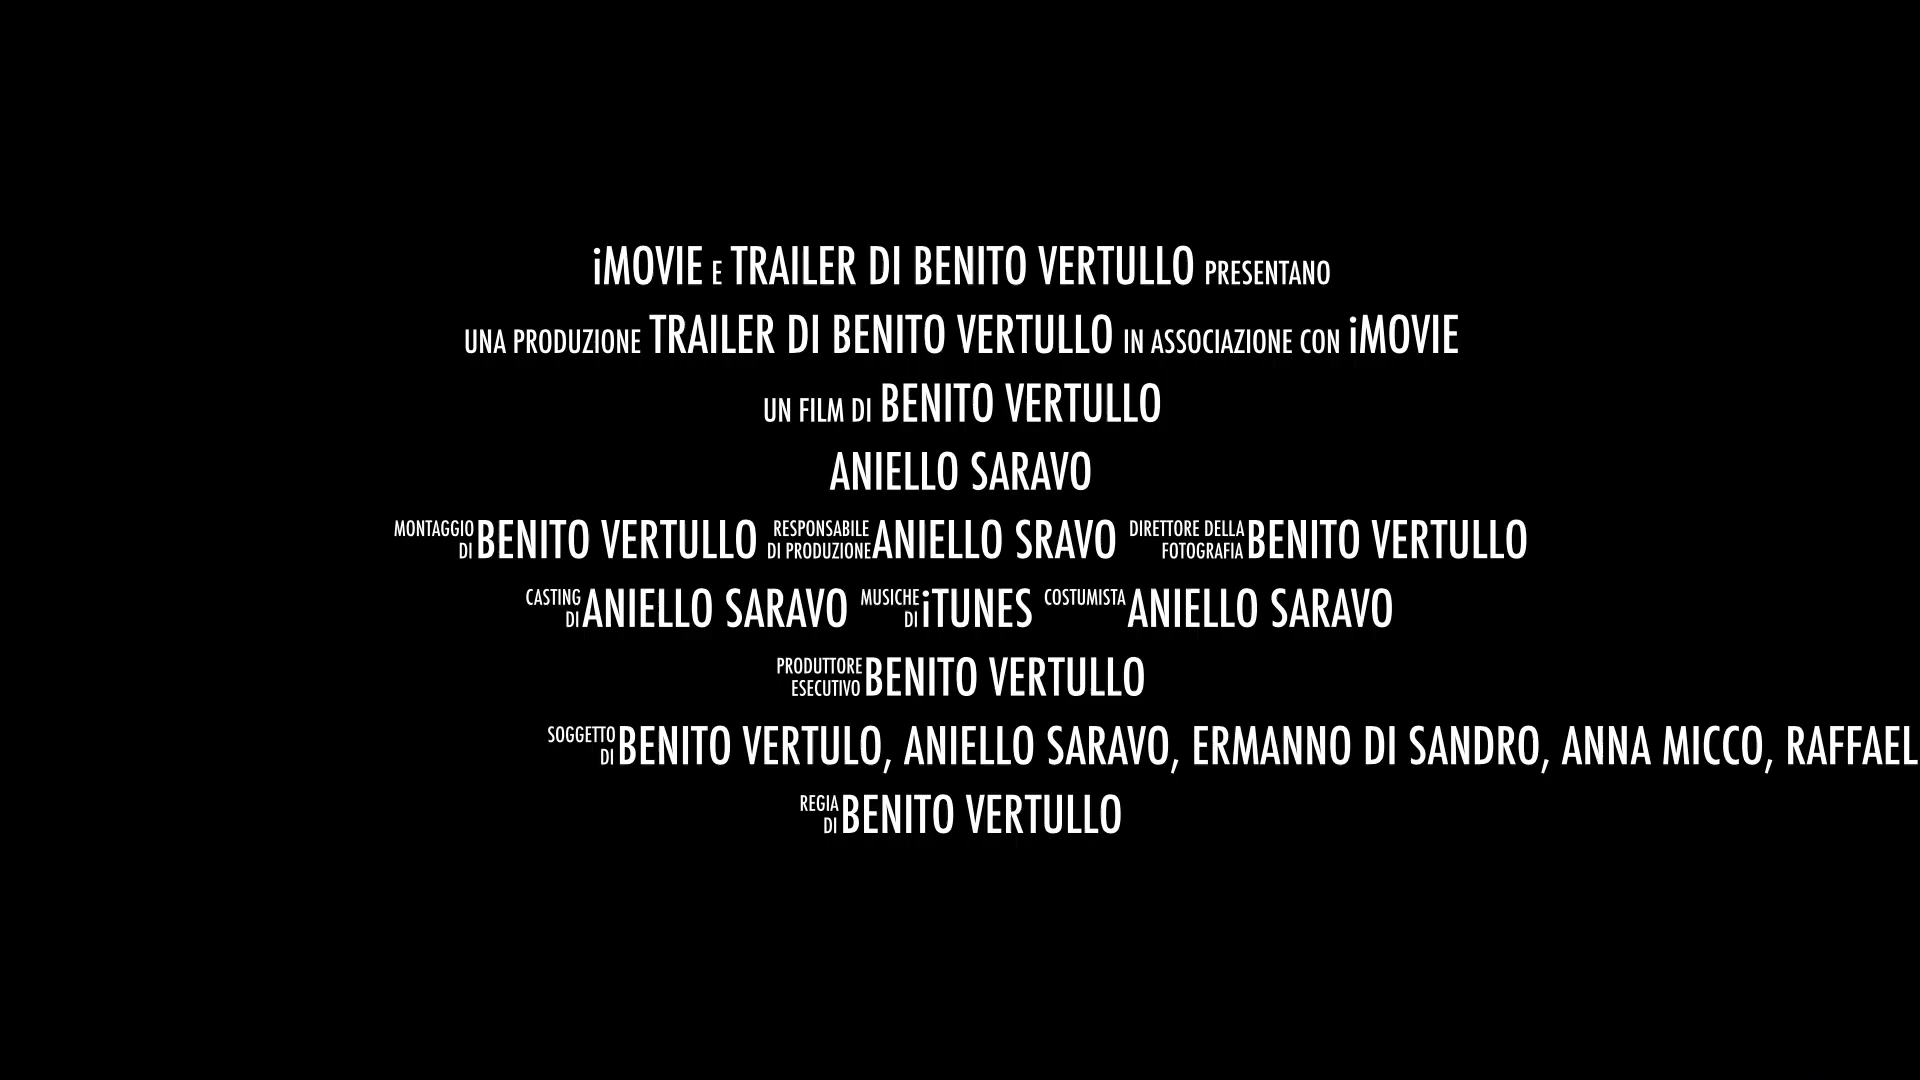 iMOVIE E TRAILER DI BENITO VERTULLO PRESENTANO
UNA PRODUZIONE TRAILER DI BENITO VERTULLO IN ASSOCIAZIONE CON iMOVIE
UN FILM DI BENITO VERTULLO
ANIELLO SARAVO
MONTAGGIO DI BENITO VERTULLO RESPONSABILE DI PRODUZIONE ANIELLO SRAVO DIRETTORE DELLA FOTOGRAFIA BENITO VERTULLO
CASTING DI ANIELLO SARAVO MUSICHE DI iTUNES COSTUMISTA ANIELLO SARAVO
PRODUTTORE ESECUTIVO BENITO VERTULLO
SOGGETTO DI BENITO VERTULO, ANIELLO SARAVO, ERMANNO DI SANDRO, ANNA MICCO, RAFFAEL
REGIA DI BENITO VERTULLO